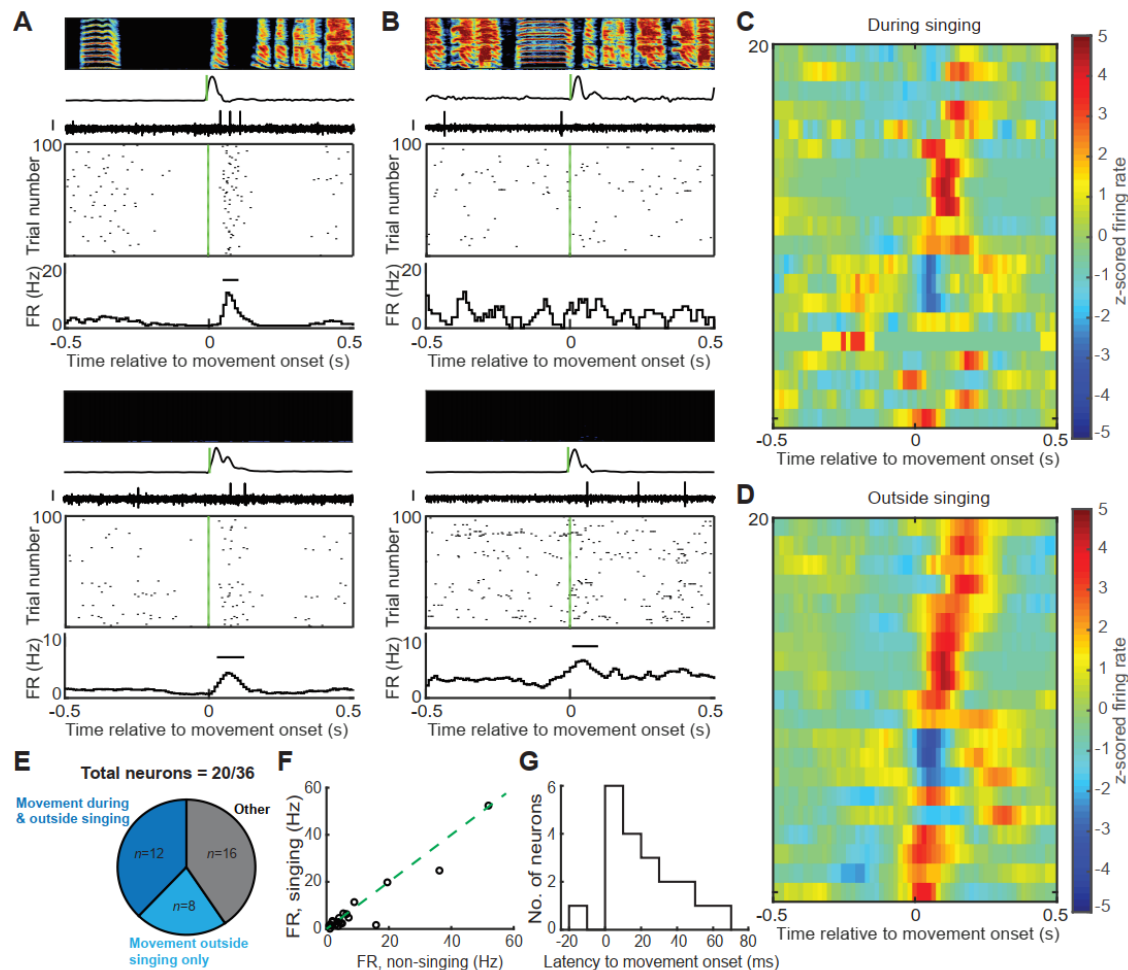 A
B
C
During singing
20
-0.5
0
0.5
Time relative to movement onset (s)
5
4
3
2
1
0
-1
-2
-3
-4
-5
z-scored firing rate
100
Trial number
20
0
FR (Hz)
-0.5
0
0.5
Time relative to movement onset (s)
100
Trial number
20
0
FR (Hz)
-0.5
0
0.5
Time relative to movement onset (s)
100
Trial number
10
0
FR (Hz)
-0.5
0
0.5
Time relative to movement onset (s)
100
Trial number
10
0
FR (Hz)
-0.5
0
0.5
Time relative to movement onset (s)
D
Outside singing
20
-0.5
0
0.5
Time relative to movement onset (s)
5
4
3
2
1
0
-1
-2
-3
-4
-5
z-scored firing rate
E
Total neurons = 20/36
Movement during
& outside singing
Other
n=12
n=16
n=8
Movement outside
singing only
F
60
40
20
0
FR, singing (Hz)
0
20
40
60
FR, non-singing (Hz)
G
6
4
2
0
No. of neurons
-20
0
20
40
60
80
Latency to movement onset (ms)